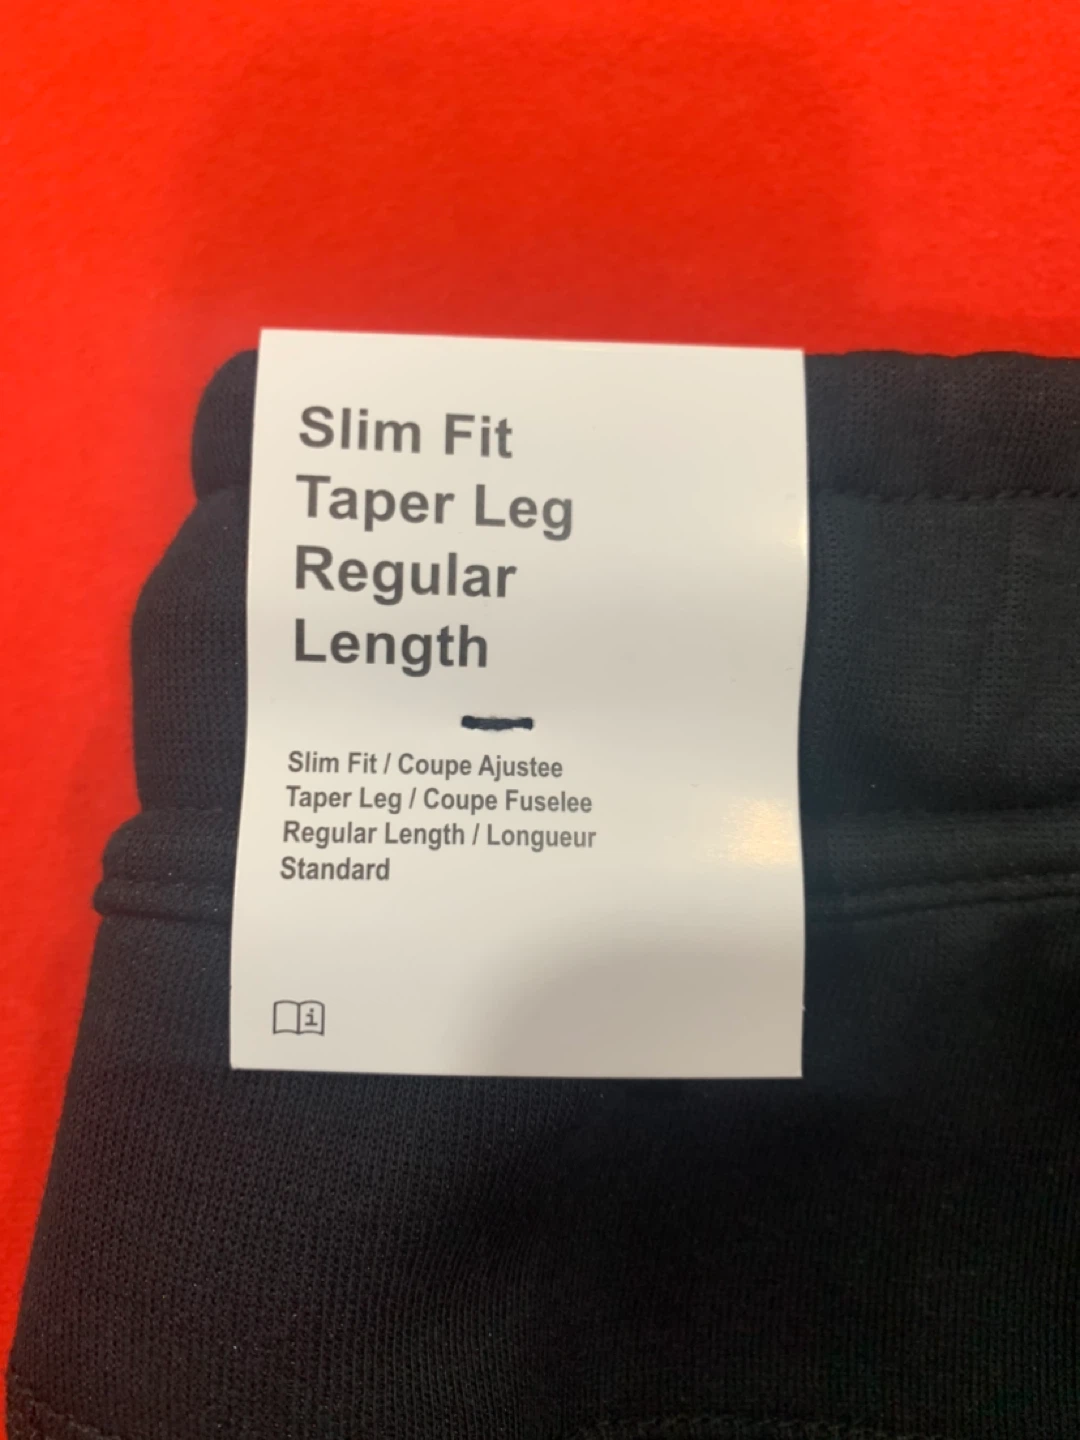 Slim Fit
Taper Leg
Regular
Length
Slim Fit / Coupe Ajustee
Taper Leg / Coupe Fuselee
Regular Length / Longueur
Standard
i